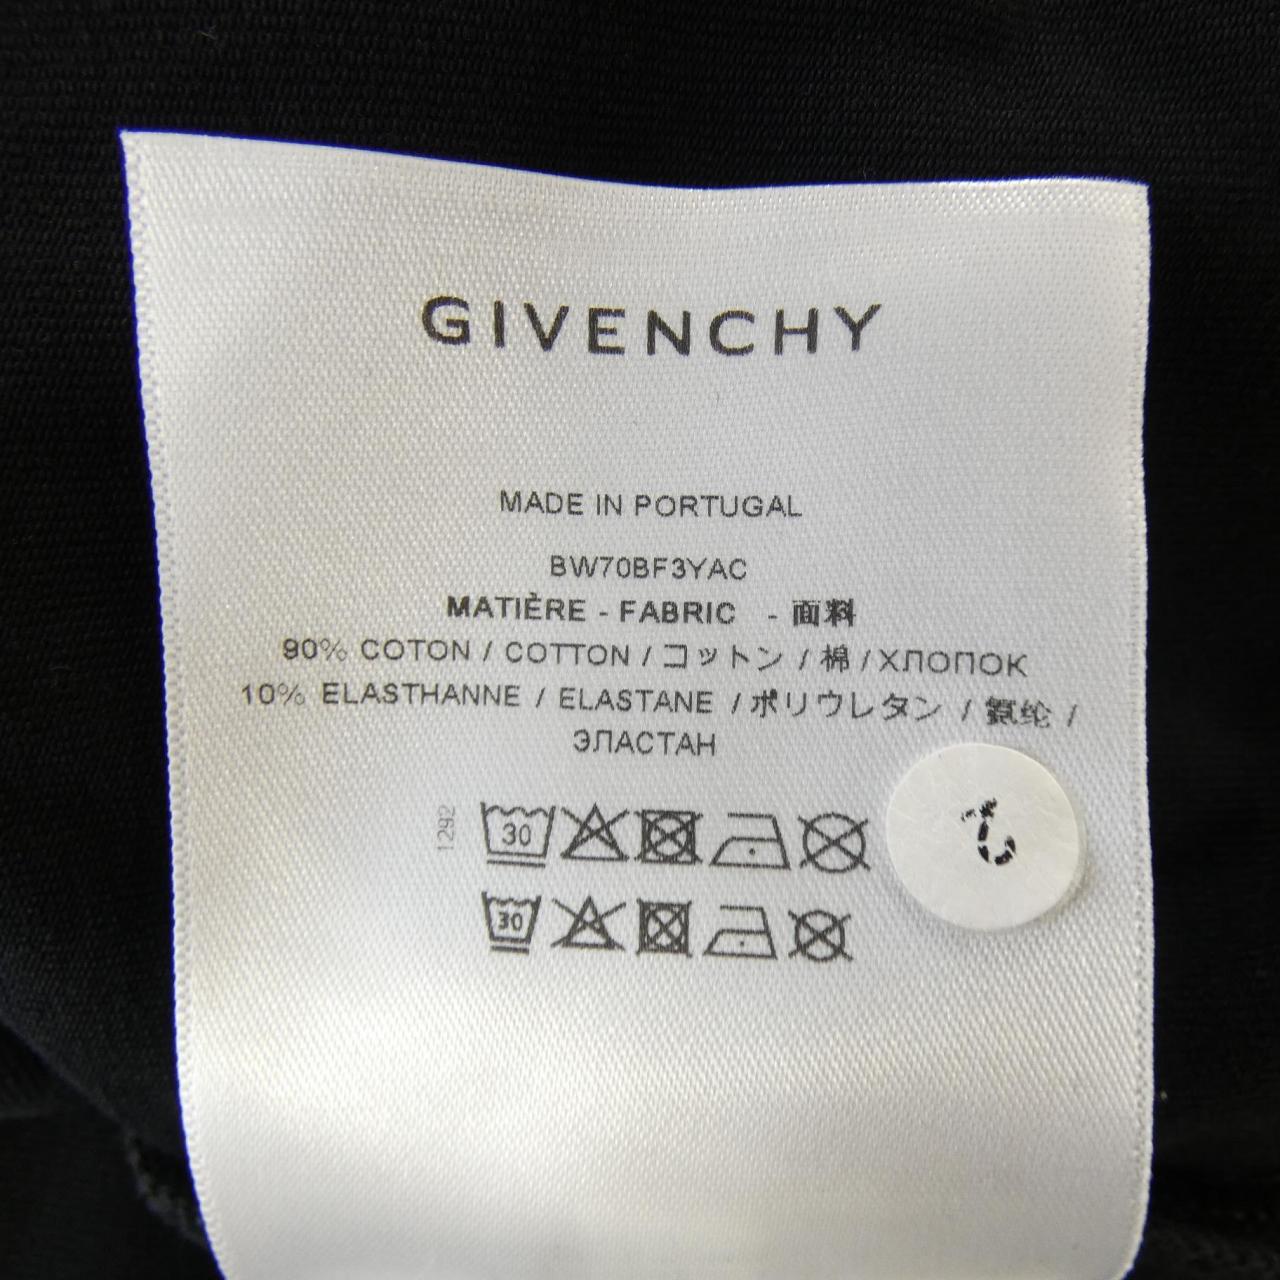 GIVENCHY
MADE IN PORTUGAL
BW70BF3YAC
MATIÈRE - FABRIC - 面料
90% COTON / COTTON / コットン / 棉 / ХЛОПОК
10% ELASTHANNE / ELASTANE / ポリウレタン / 氨纶 /
ЭЛАСТАН
1292
30
30